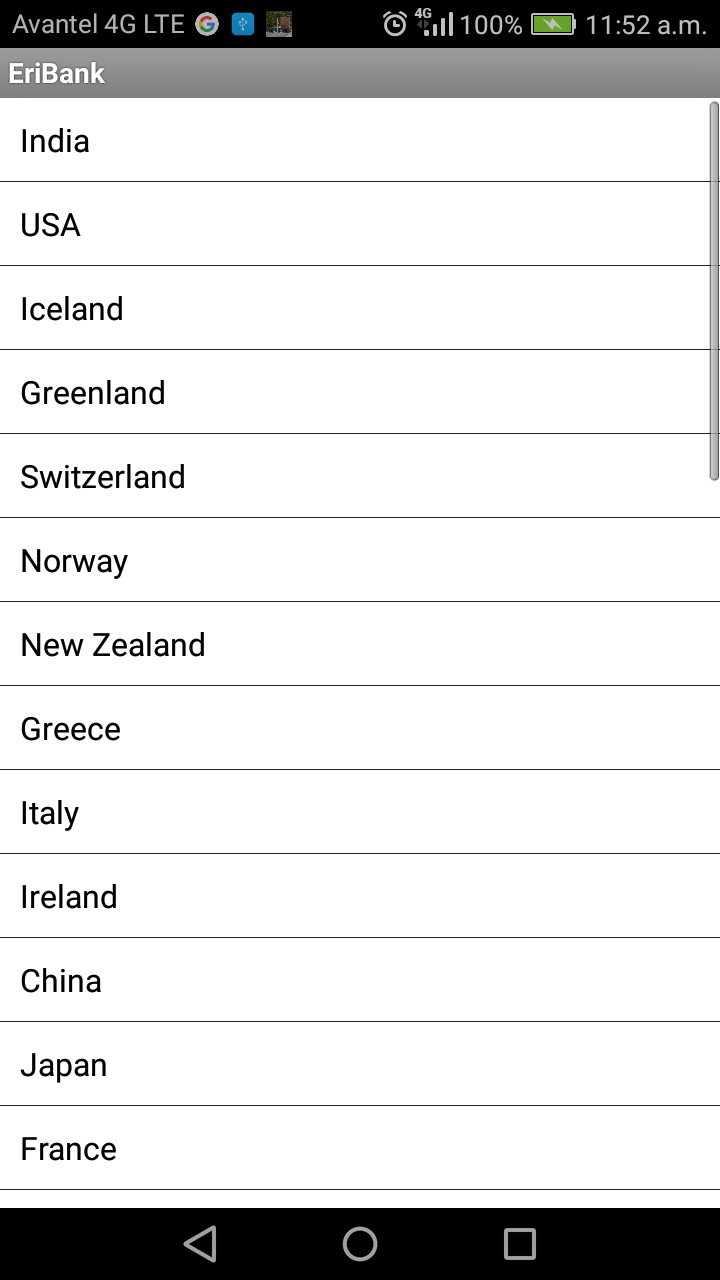 Avantel 4G LTE 4G 100% 11:52 a.m.
EriBank
India
USA
Iceland
Greenland
Switzerland
Norway
New Zealand
Greece
Italy
Ireland
China
Japan
France